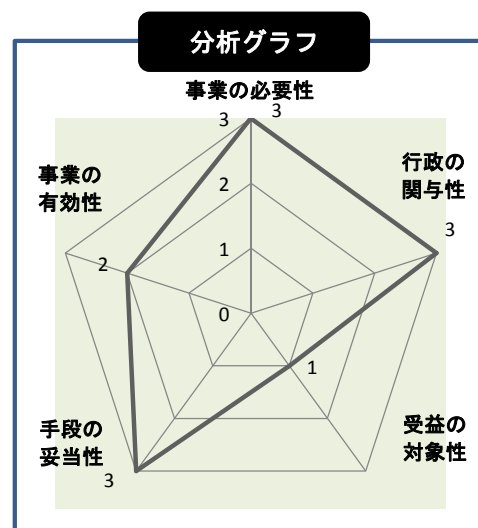 分析グラフ
事業の必要性
3
3
行政の
関与性
3
事業の
有効性
2
2
1
0
1
受益の
対象性
手段の
妥当性
3